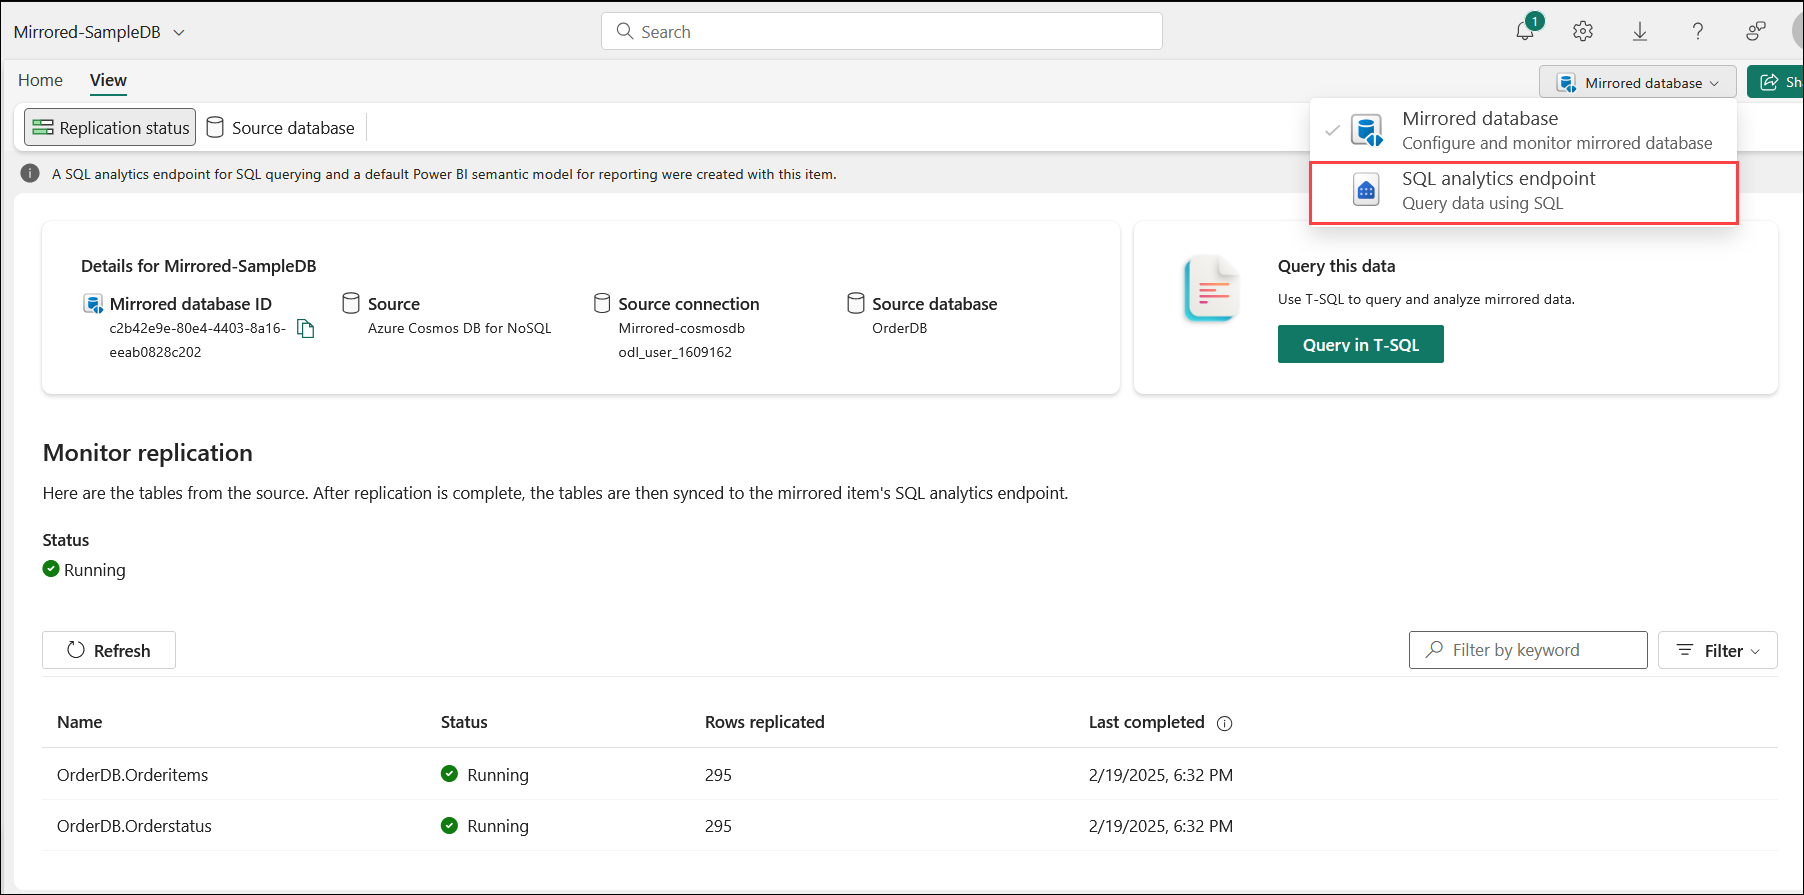 Mirrored-SampleDB
Search
1
Home
View
Mirrored database
Sh
Replication status
Source database
Mirrored database
Configure and monitor mirrored database
SQL analytics endpoint
Query data using SQL
A SQL analytics endpoint for SQL querying and a default Power BI semantic model for reporting were created with this item.
Details for Mirrored-SampleDB
Mirrored database ID
c2b42e9e-80e4-4403-8a16-
eeab0828c202
Source
Azure Cosmos DB for NoSQL
Source connection
Mirrored-cosmosdb
odl_user_1609162
Source database
OrderDB
Query this data
Use T-SQL to query and analyze mirrored data.
Query in T-SQL
Monitor replication
Here are the tables from the source. After replication is complete, the tables are then synced to the mirrored item's SQL analytics endpoint.
Status
Running
Refresh
Filter by keyword
Filter
Name Status Rows replicated Last completed
OrderDB.Orderitems Running 295 2/19/2025, 6:32 PM
OrderDB.Orderstatus Running 295 2/19/2025, 6:32 PM